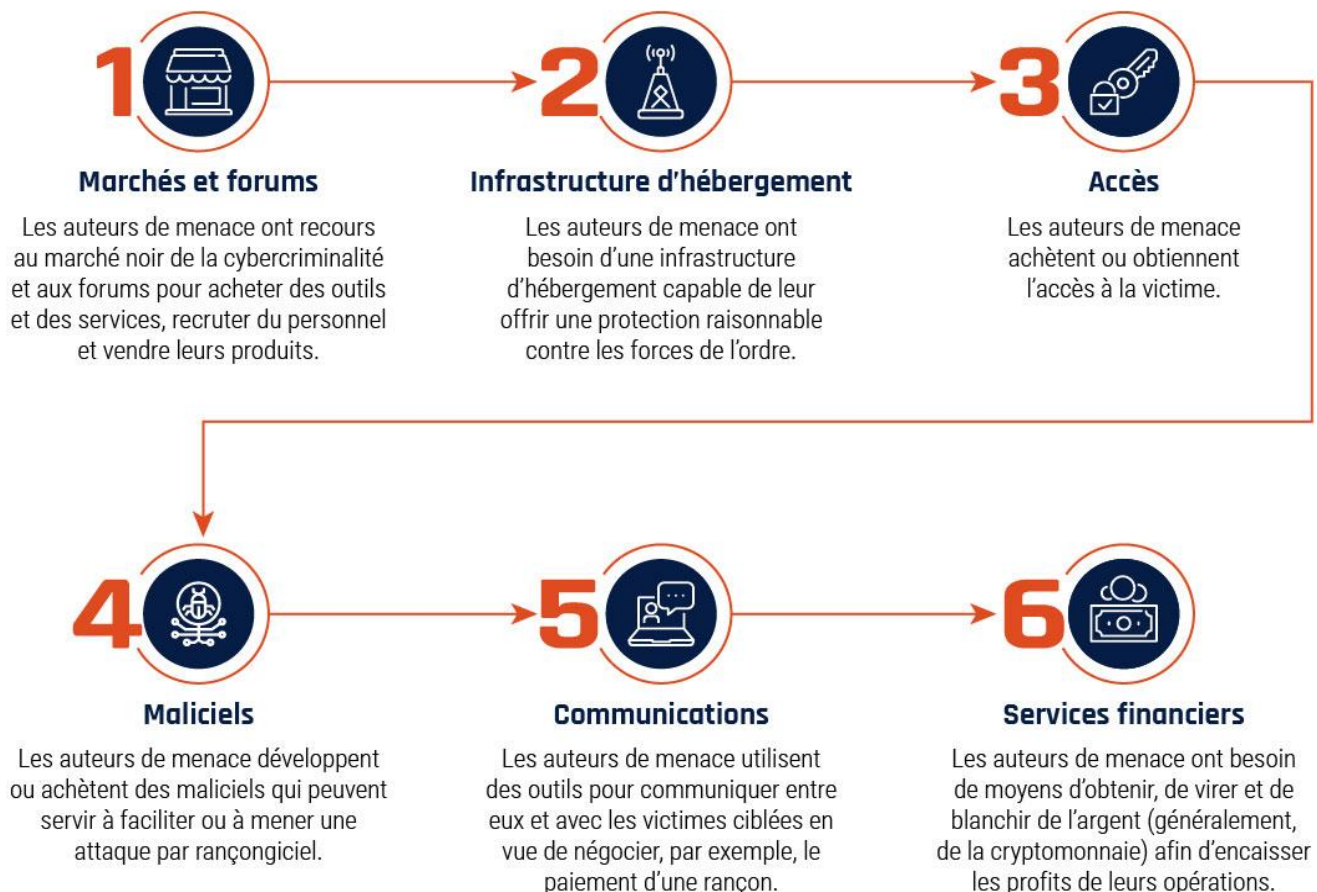 1
Marchés et forums
Les auteurs de menace ont recours
au marché noir de la cybercriminalité
et aux forums pour acheter des outils
et des services, recruter du personnel
et vendre leurs produits.
2
Infrastructure d’hébergement
Les auteurs de menace ont
besoin d’une infrastructure
d’hébergement capable de leur
offrir une protection raisonnable
contre les forces de l’ordre.
3
Accès
Les auteurs de menace
achètent ou obtiennent
l’accès à la victime.
4
Maliciels
Les auteurs de menace développent
ou achètent des maliciels qui peuvent
servir à faciliter ou à mener une
attaque par rançongiciel.
5
Communications
Les auteurs de menace utilisent
des outils pour communiquer entre
eux et avec les victimes ciblées en
vue de négocier, par exemple, le
paiement d’une rançon.
6
Services financiers
Les auteurs de menace ont besoin
de moyens d’obtenir, de virer et de
blanchir de l’argent (généralement,
de la cryptomonnaie) afin d’encaisser
les profits de leurs opérations.